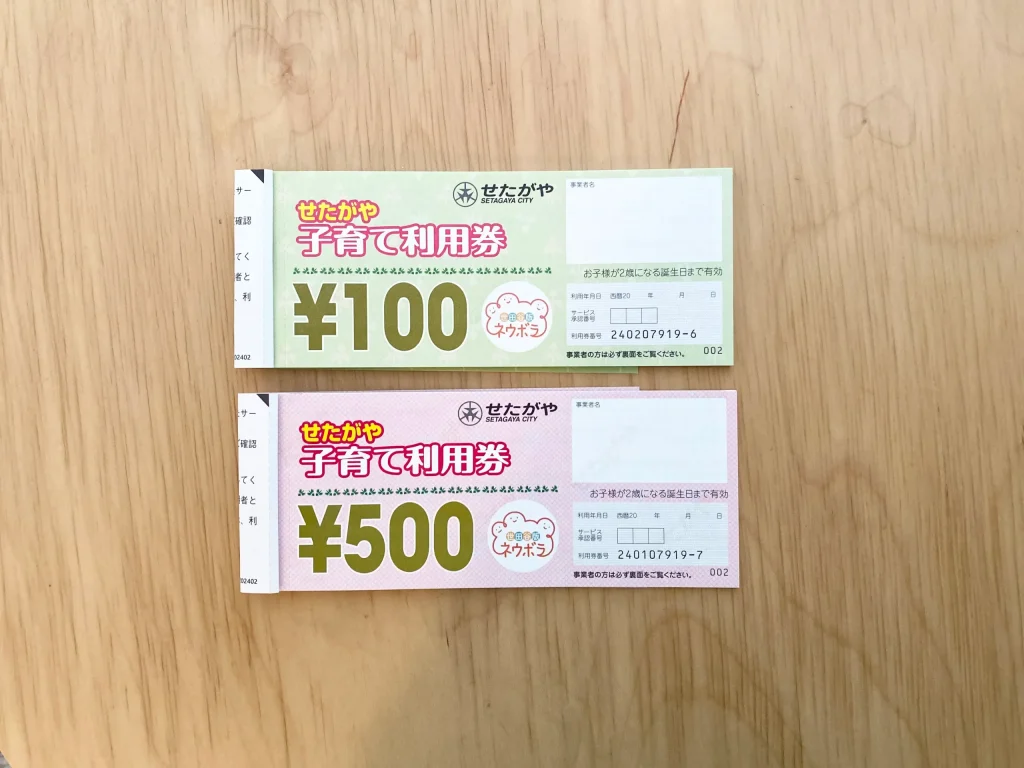 サー
確認
てく
者と
、利
02402
せたがや
SETAGAYA CITY
せたがや
子育て利用券
¥100
世田谷版
ネウボラ
事業者名
お子様が2歳になる誕生日まで有効
利用年月日 西暦20 年 月 日
サービス
承認番号
利用券番号 240207919-6
事業者の方は必ず裏面をご覧ください。 002
サー
確認
てく
者と
、利
02402
せたがや
SETAGAYA CITY
せたがや
子育て利用券
¥500
世田谷版
ネウボラ
事業者名
お子様が2歳になる誕生日まで有効
利用年月日 西暦20 年 月 日
サービス
承認番号
利用券番号 240107919-7
事業者の方は必ず裏面をご覧ください。 002